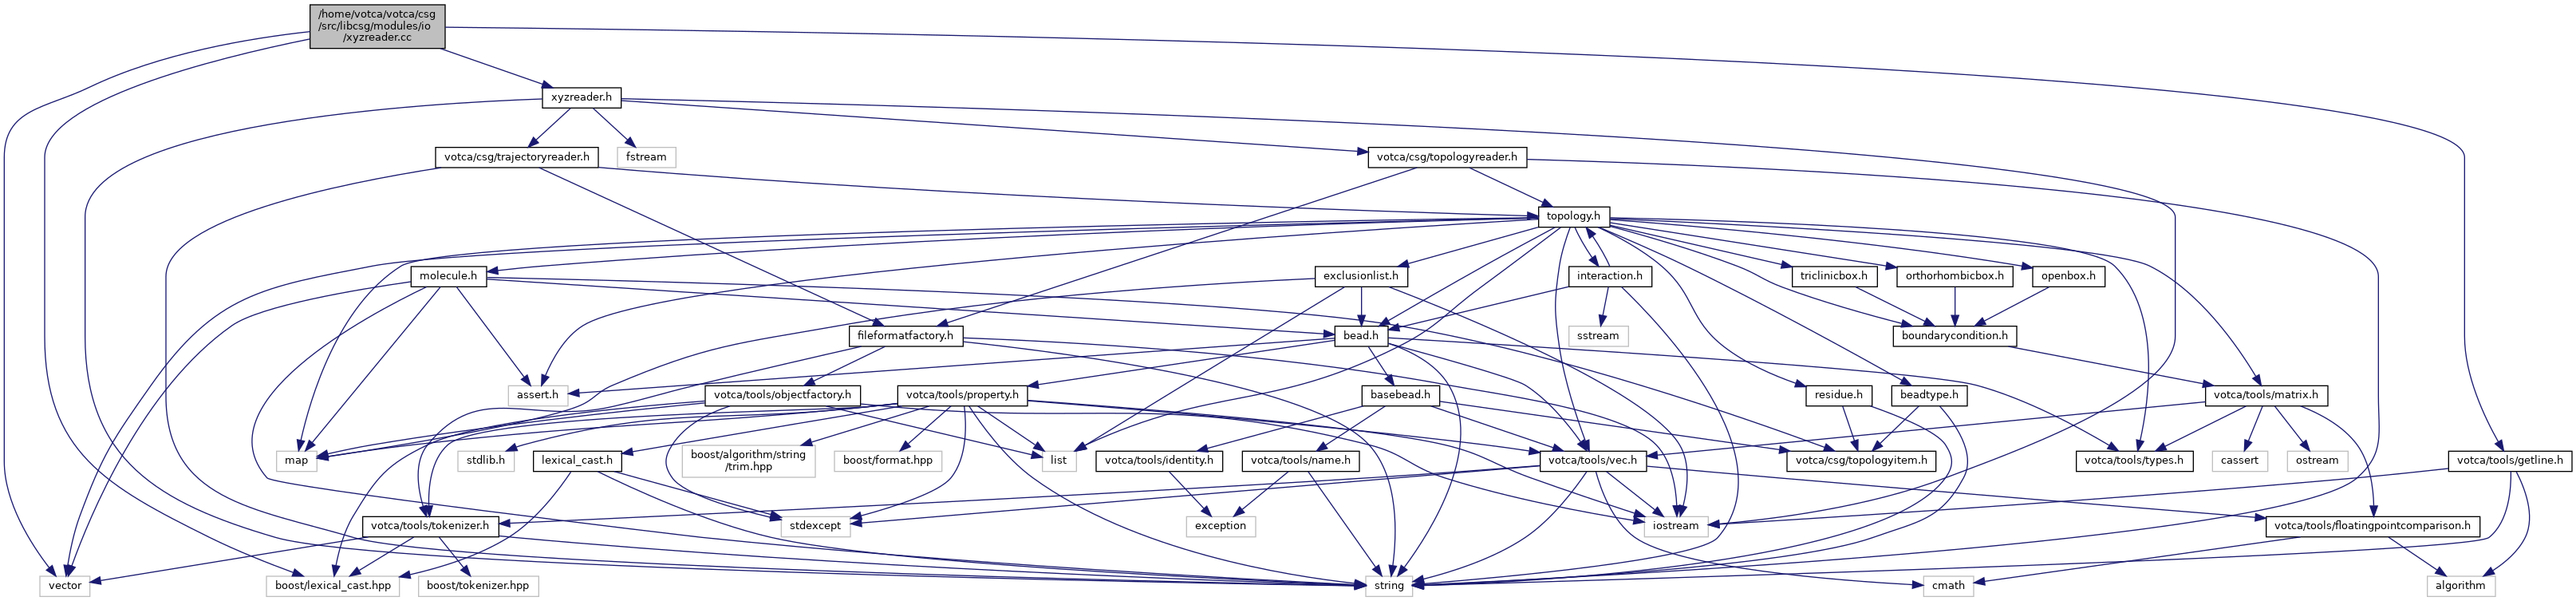 /home/votca/votca/csg
/src/libcsg/modules/io
/xyzreader.cc
xyzreader.h
votca/csg/trajectoryreader.h
fstream
votca/csg/topologyreader.h
topology.h
molecule.h
exclusionlist.h
interaction.h
triclinicbox.h
orthorhombicbox.h
openbox.h
fileformatfactory.h
bead.h
sstream
boundarycondition.h
assert.h
votca/tools/objectfactory.h
votca/tools/property.h
basebead.h
residue.h
beadtype.h
votca/tools/matrix.h
map
stdlib.h
lexical_cast.h
boost/algorithm/string
/trim.hpp
boost/format.hpp
list
votca/tools/identity.h
votca/tools/name.h
votca/tools/vec.h
votca/csg/topologyitem.h
votca/tools/types.h
cassert
ostream
votca/tools/getline.h
votca/tools/tokenizer.h
stdexcept
exception
iostream
votca/tools/floatingpointcomparison.h
vector
boost/lexical_cast.hpp
boost/tokenizer.hpp
string
cmath
algorithm